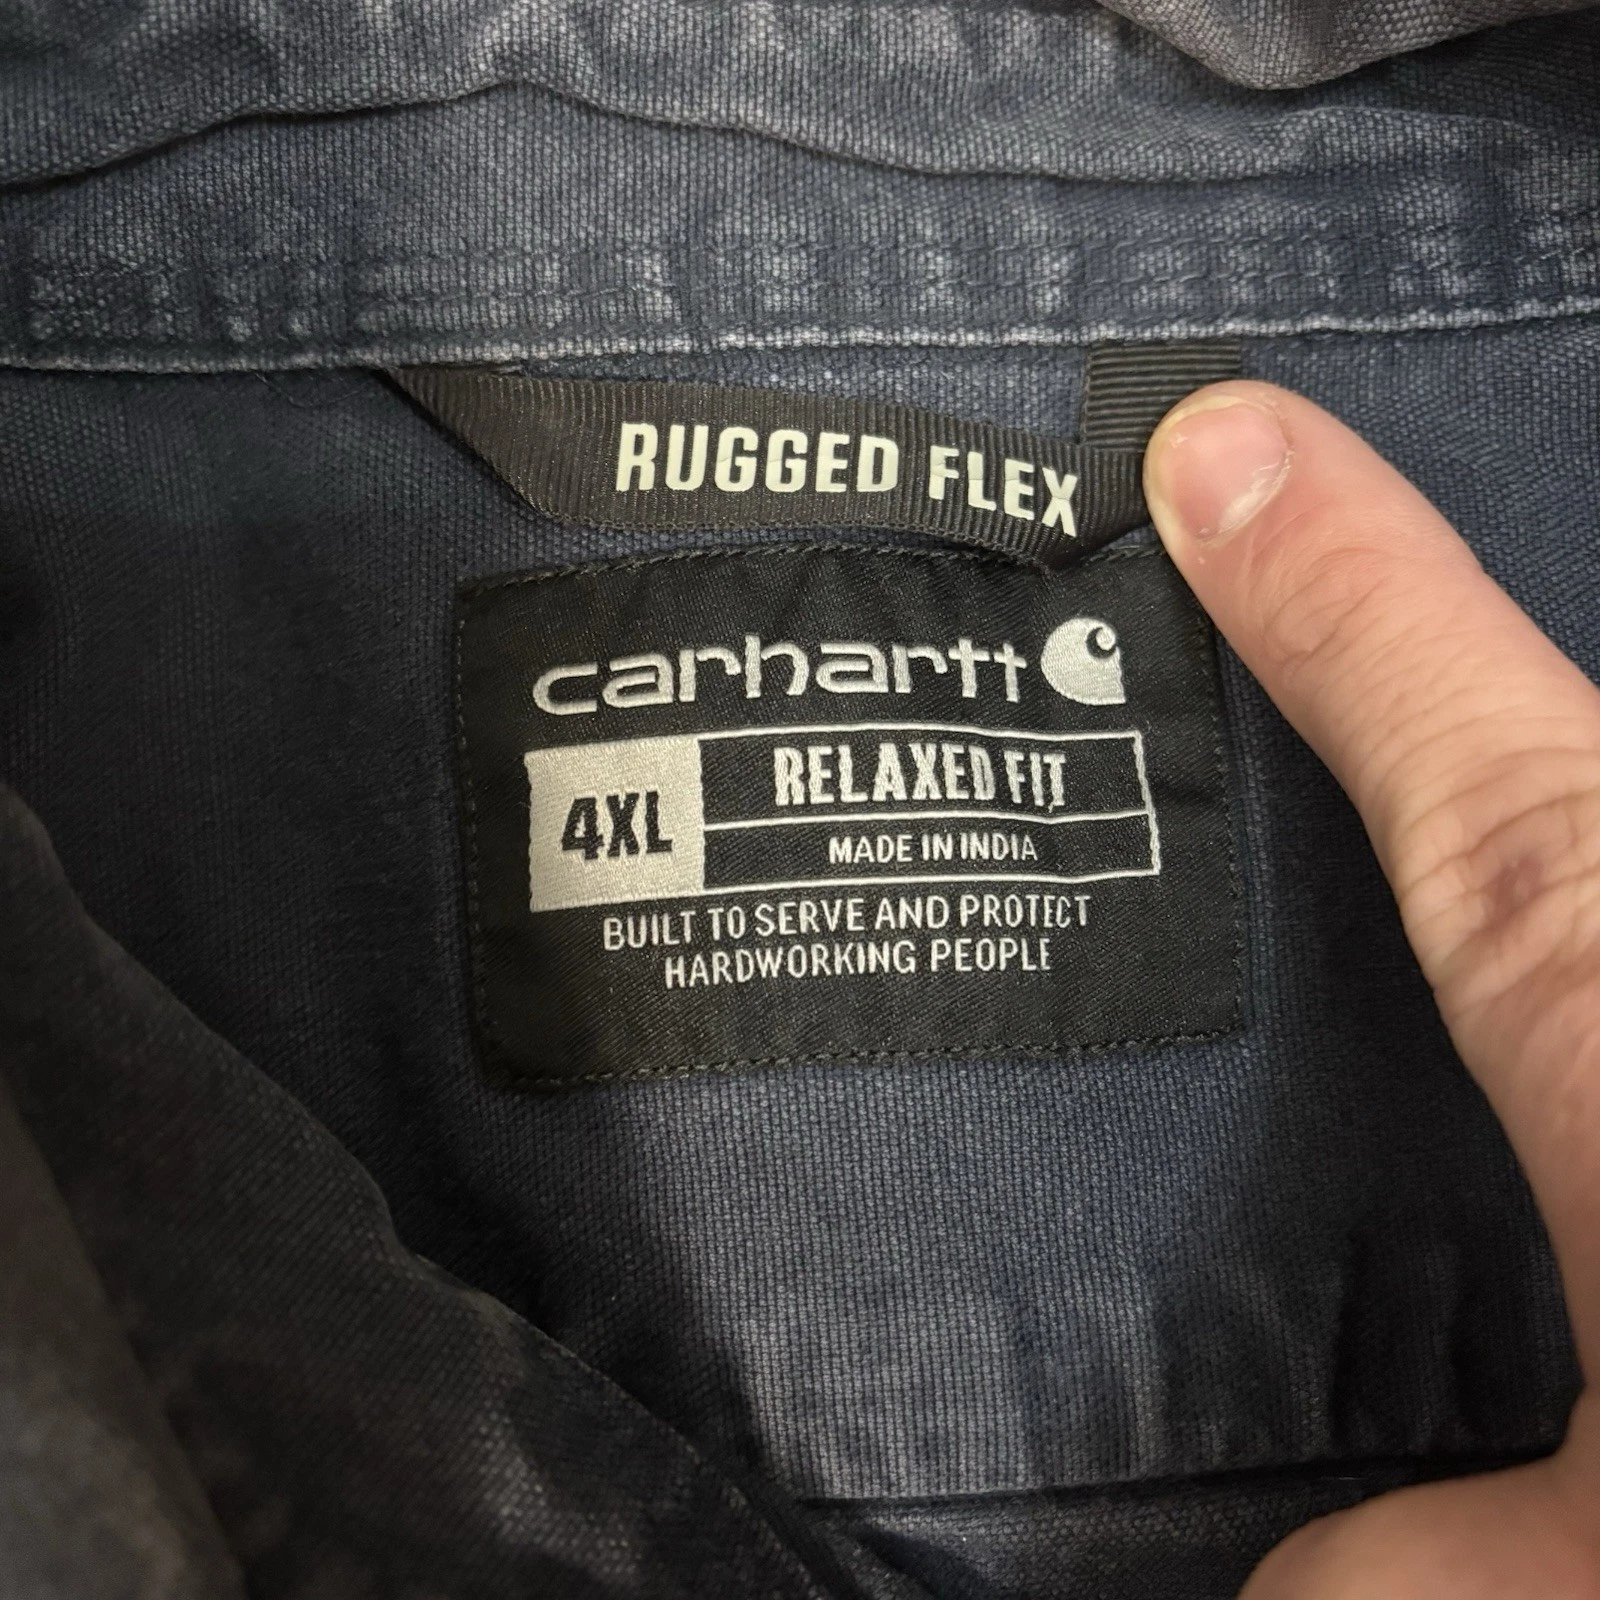 RUGGED FLEX
carhartt
4XL
RELAXED FIT
MADE IN INDIA
BUILT TO SERVE AND PROTECT
HARDWORKING PEOPLE